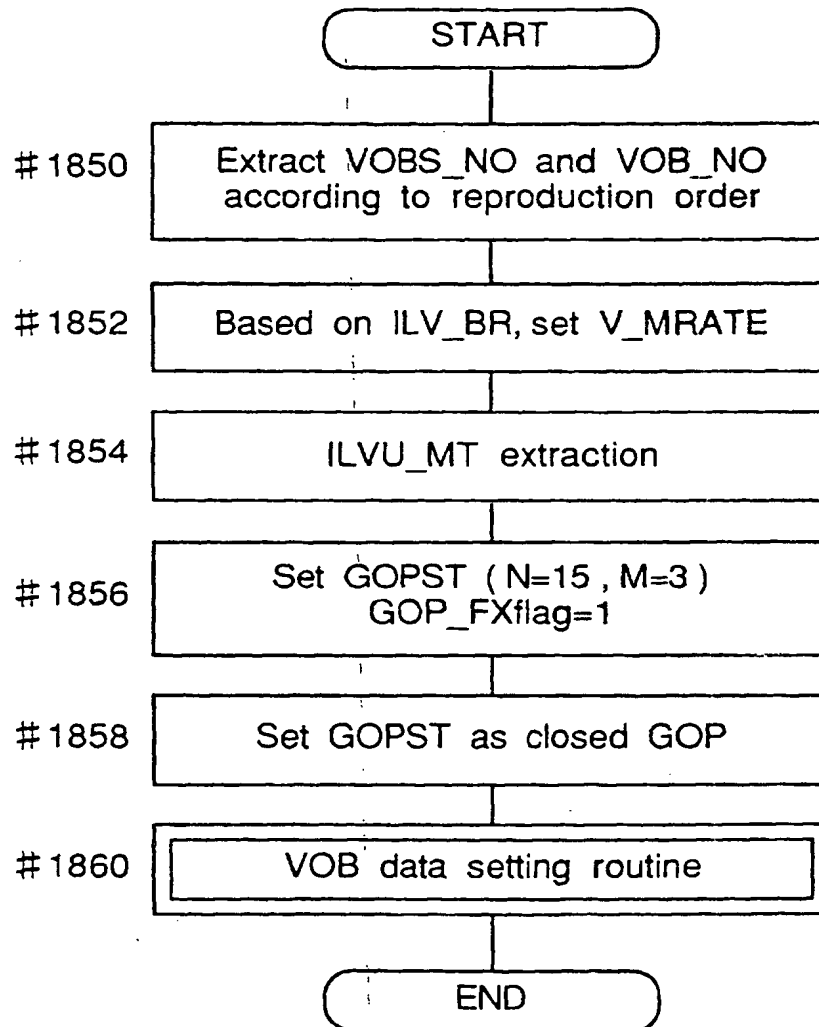 START
#1850 Extract VOBS_NO and VOB_NO
according to reproduction order
#1852 Based on ILV_BR, set V_MRATE
#1854 ILVU_MT extraction
#1856 Set GOPST (N=15, M=3)
GOP_FXflag=1
#1858 Set GOPST as closed GOP
#1860 VOB data setting routine
END